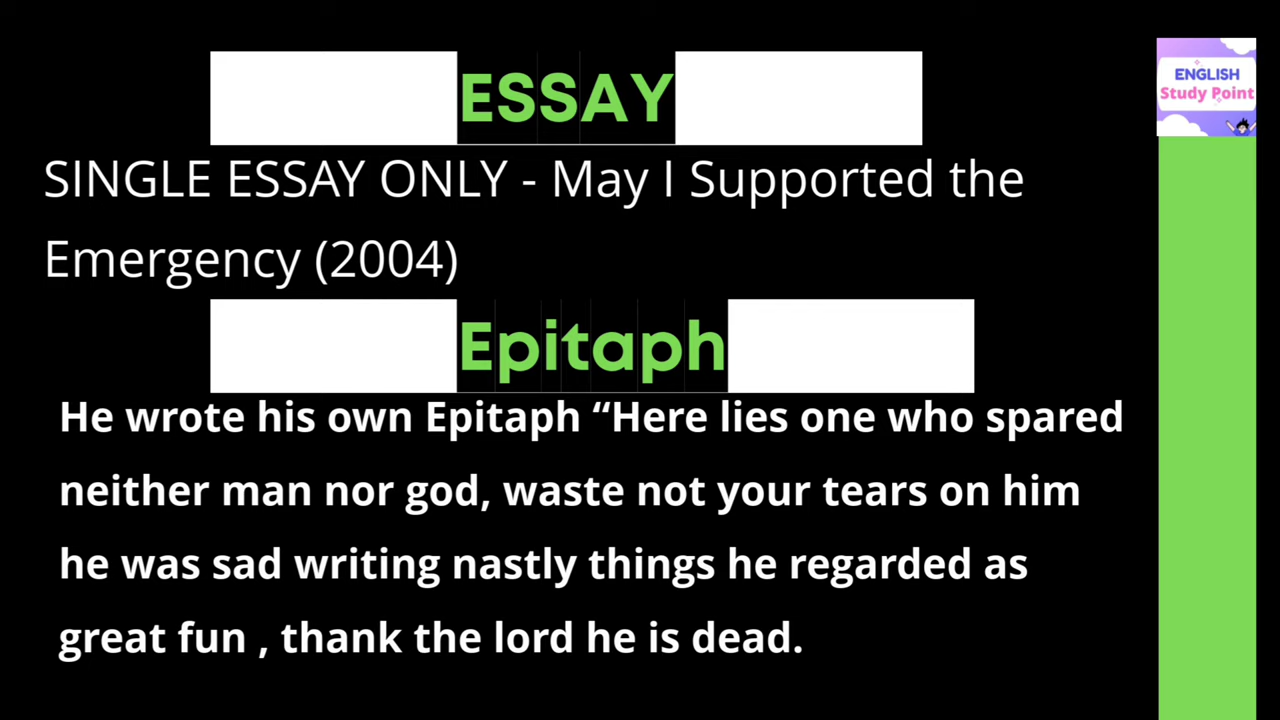 ESSAY
ENGLISH
Study Point
SINGLE ESSAY ONLY - May I Supported the
Emergency (2004)
Epitaph
He wrote his own Epitaph “Here lies one who spared
neither man nor god, waste not your tears on him
he was sad writing nastly things he regarded as
great fun , thank the lord he is dead.